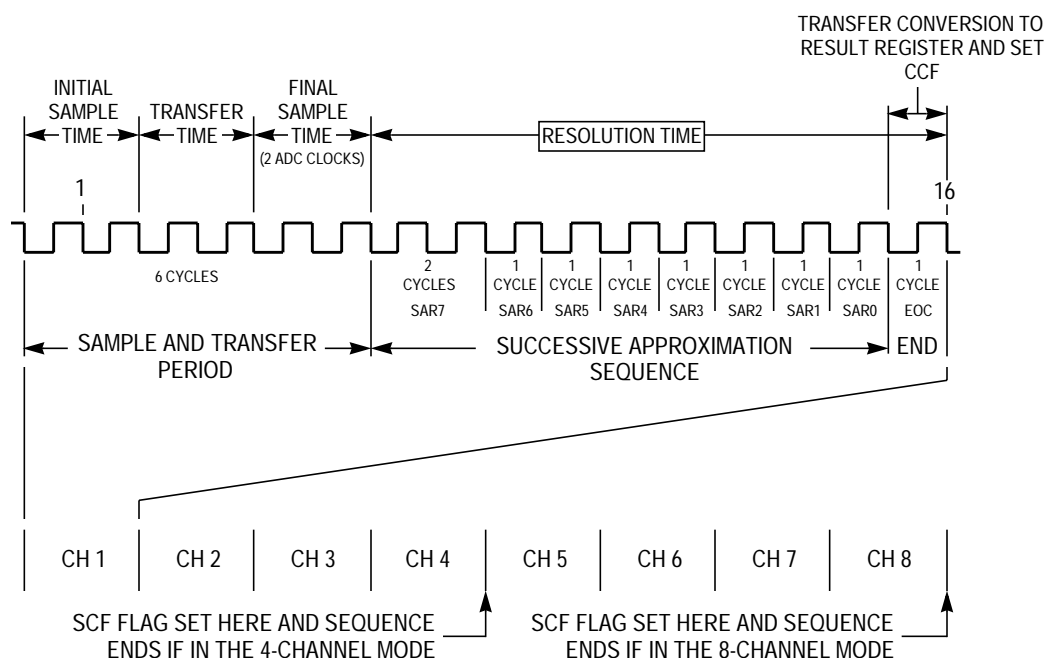 TRANSFER CONVERSION TO
RESULT REGISTER AND SET
CCF
INITIAL
SAMPLE
TIME
TRANSFER
TIME
FINAL
SAMPLE
TIME
(2 ADC CLOCKS)
RESOLUTION TIME
1
16
6 CYCLES
2
CYCLES
SAR7
1
CYCLE
SAR6
1
CYCLE
SAR5
1
CYCLE
SAR4
1
CYCLE
SAR3
1
CYCLE
SAR2
1
CYCLE
SAR1
1
CYCLE
SAR0
1
CYCLE
EOC
SAMPLE AND TRANSFER
PERIOD
SUCCESSIVE APPROXIMATION
SEQUENCE
END
CH 1
CH 2
CH 3
CH 4
CH 5
CH 6
CH 7
CH 8
SCF FLAG SET HERE AND SEQUENCE
ENDS IF IN THE 4-CHANNEL MODE
SCF FLAG SET HERE AND SEQUENCE
ENDS IF IN THE 8-CHANNEL MODE